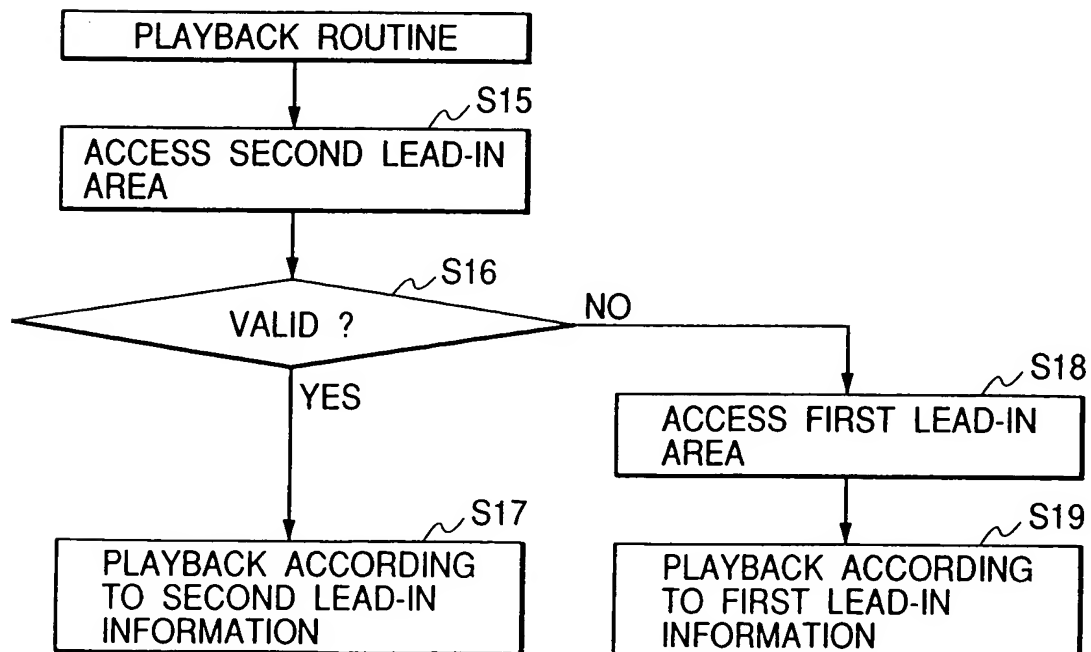 PLAYBACK ROUTINE
S15
ACCESS SECOND LEAD-IN
AREA
S16
VALID ?
NO
YES
S18
ACCESS FIRST LEAD-IN
AREA
S17
PLAYBACK ACCORDING
TO SECOND LEAD-IN
INFORMATION
S19
PLAYBACK ACCORDING
TO FIRST LEAD-IN
INFORMATION